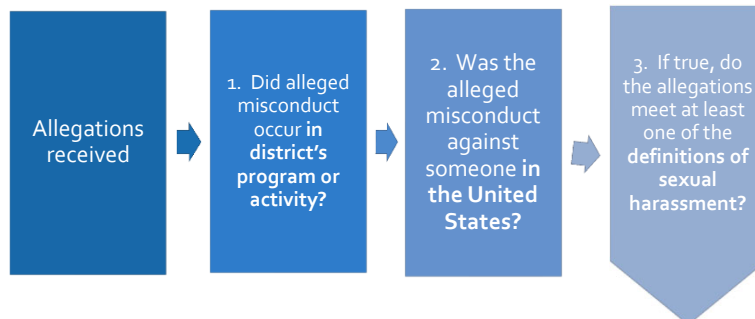 Allegations
received
1. Did alleged
misconduct
occur in
district's
program or
activity?
2. Was the
alleged
misconduct
against
someone in
the United
States?
3. If true, do
the allegations
meet at least
one of the
definitions of
sexual
harassment?